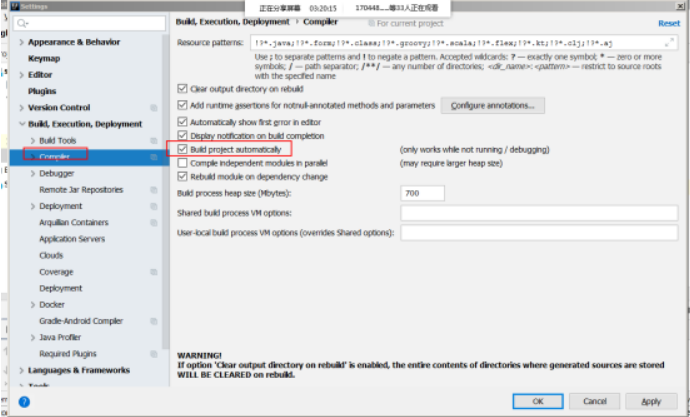 Settings
正在分享屏幕 03:20:15 170448......等33人正在观看
Build, Execution, Deployment › Compiler
For current project
Reset
Appearance & Behavior
Keymap
Editor
Plugins
Version Control
Build, Execution, Deployment
Build Tools
Compiler
Debugger
Remote Jar Repositories
Deployment
Arquillian Containers
Application Servers
Clouds
Coverage
Deployment
Docker
Gradle-Android Compiler
Java Profiler
Required Plugins
Languages & Frameworks
Tools
Resource patterns: !?*.java;!?*.form;!?*.class;!?*.groovy;!?*.scala;!?*.flex;!?*.kt;!?*.clj;!?*.aj
Use ; to separate patterns and ! to negate a pattern. Accepted wildcards: ? — exactly one symbol; * — zero or more
symbols; / — path separator; /**/ — any number of directories; <dir_name>:<pattern> — restrict to source roots
with the specified name
Clear output directory on rebuild
Add runtime assertions for notnull-annotated methods and parameters
Configure annotations...
Automatically show first error in editor
Display notification on build completion
Build project automatically
(only works while not running / debugging)
Compile independent modules in parallel
(may require larger heap size)
Rebuild module on dependency change
Build process heap size (Mbytes): 700
Shared build process VM options:
User-local build process VM options (overrides Shared options):
WARNING!
If option 'Clear output directory on rebuild' is enabled, the entire contents of directories where generated sources are stored
WILL BE CLEARED on rebuild.
?
OK
Cancel
Apply